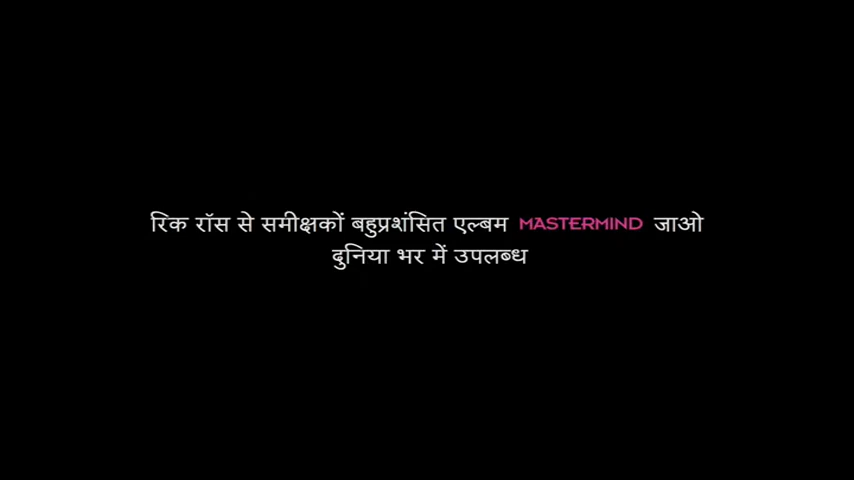 रिक रॉस से समीक्षकों बहुप्रशंसित एल्बम MASTERMIND जाओ
दुनिया भर में उपलब्ध